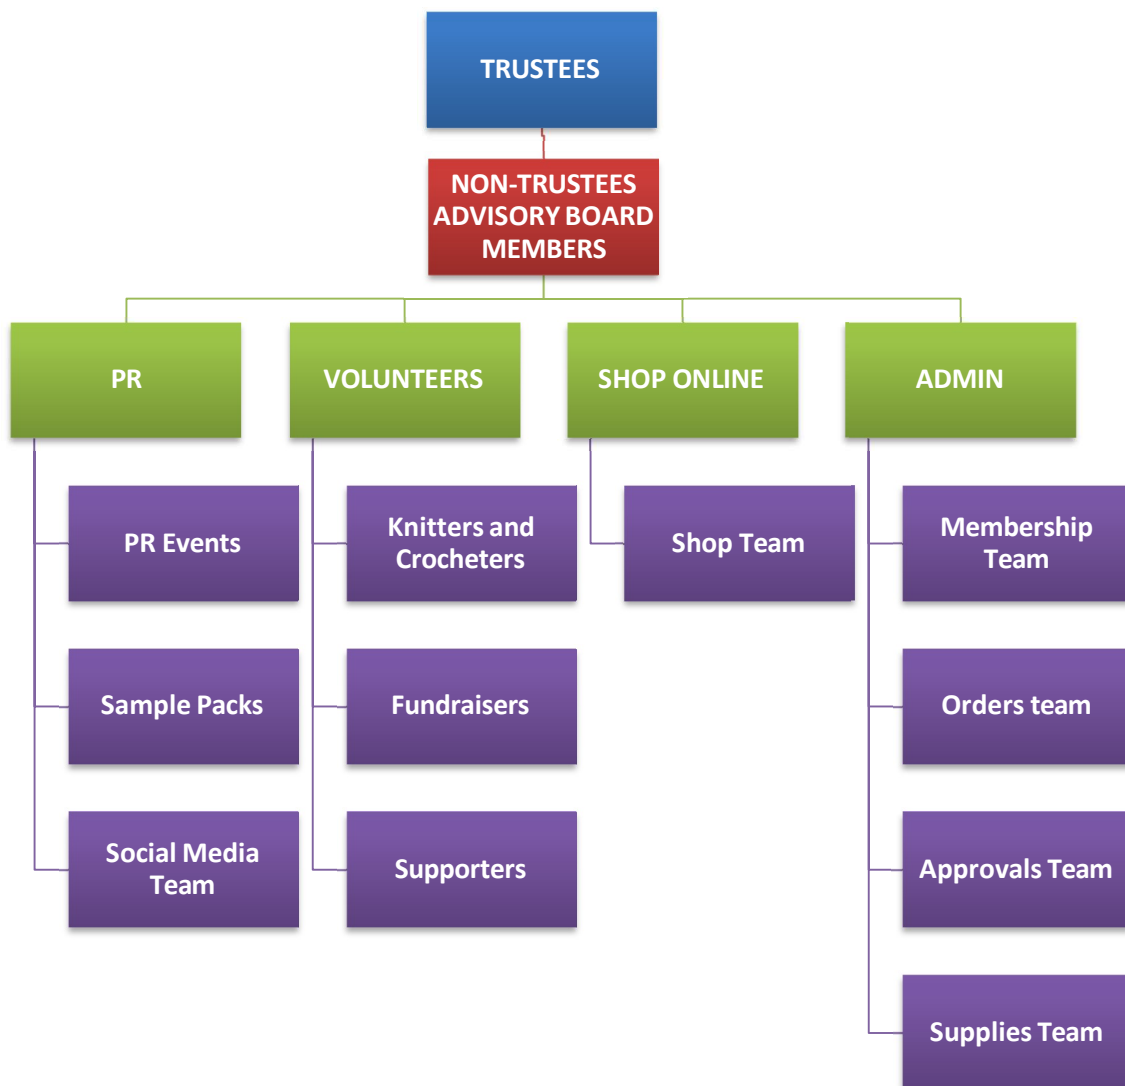 TRUSTEES
NON-TRUSTEES
ADVISORY BOARD
MEMBERS
PR
VOLUNTEERS
SHOP ONLINE
ADMIN
PR Events
Knitters and
Crocheters
Shop Team
Membership
Team
Sample Packs
Fundraisers
Orders team
Social Media
Team
Supporters
Approvals Team
Supplies Team